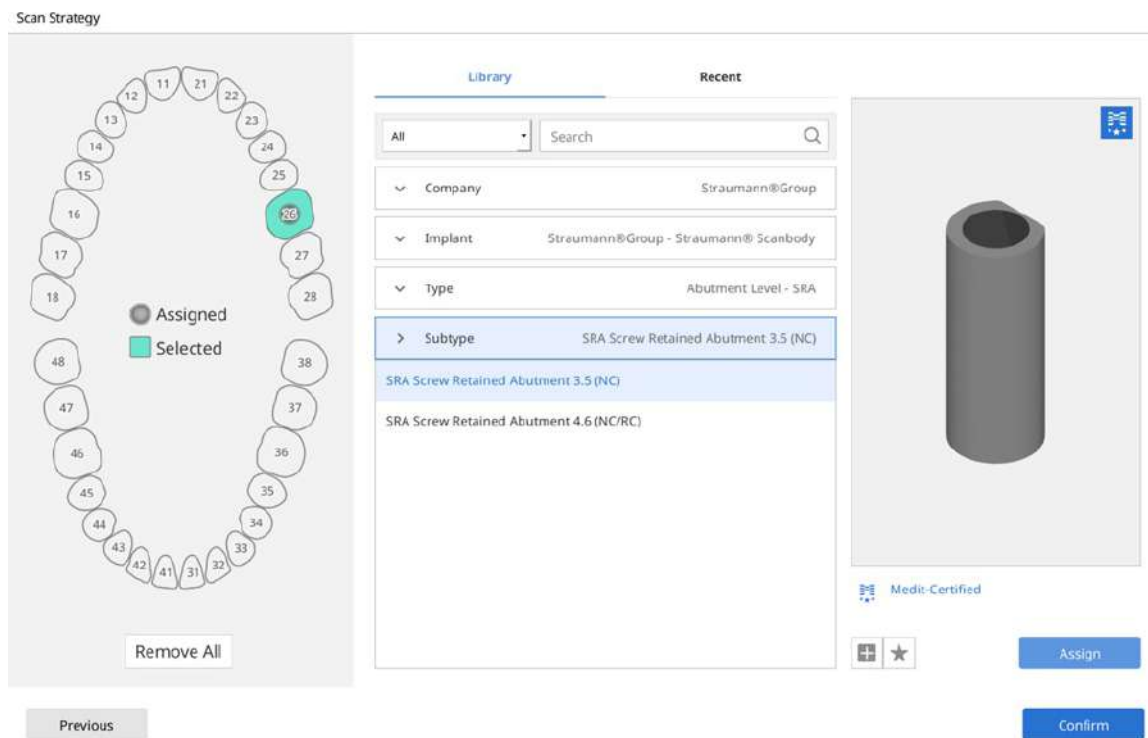 Scan Strategy
11 21
12 22
13 23
14 24
15 25
16 26
17 27
18 28
Assigned
Selected
48 38
47 37
46 36
45 35
44 34
43 33
42 41 31 32
Remove All
Library Recent
All Search
Company Straumann®Group
Implant Straumann®Group - Straumann® Scanbody
Type Abutment Level - SRA
Subtype SRA Screw Retained Abutment 3.5 (NC)
SRA Screw Retained Abutment 3.5 (NC)
SRA Screw Retained Abutment 4.6 (NC/RC)
Medit-Certified
Assign
Previous Confirm